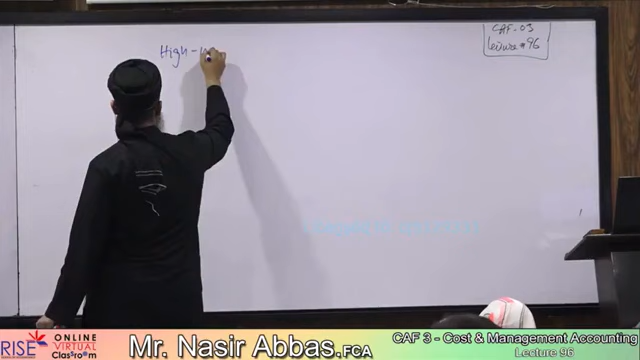 High-
CAF-03
Lecture # 96
RISE
ONLINE
VIRTUAL
Classroom
Mr. Nasir Abbas.FCA
CAF 3 - Cost & Management Accounting
Lecture 96